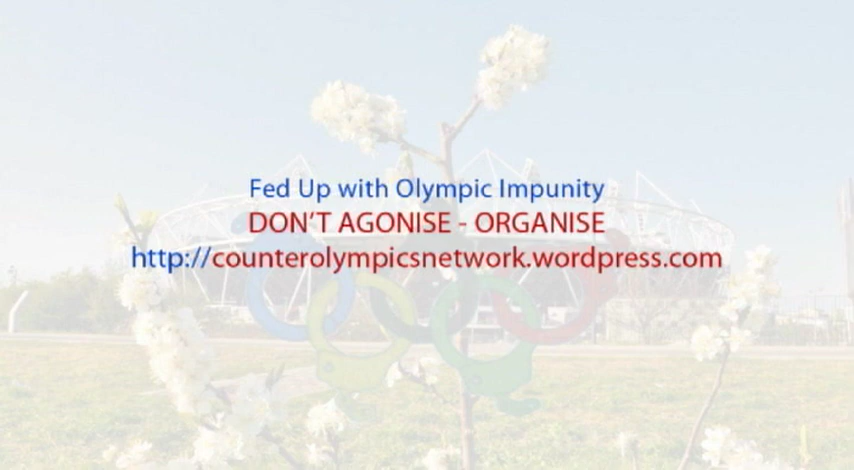 Fed Up with Olympic Impunity
DON'T AGONISE - ORGANISE
http://counterolympicsnetwork.wordpress.com